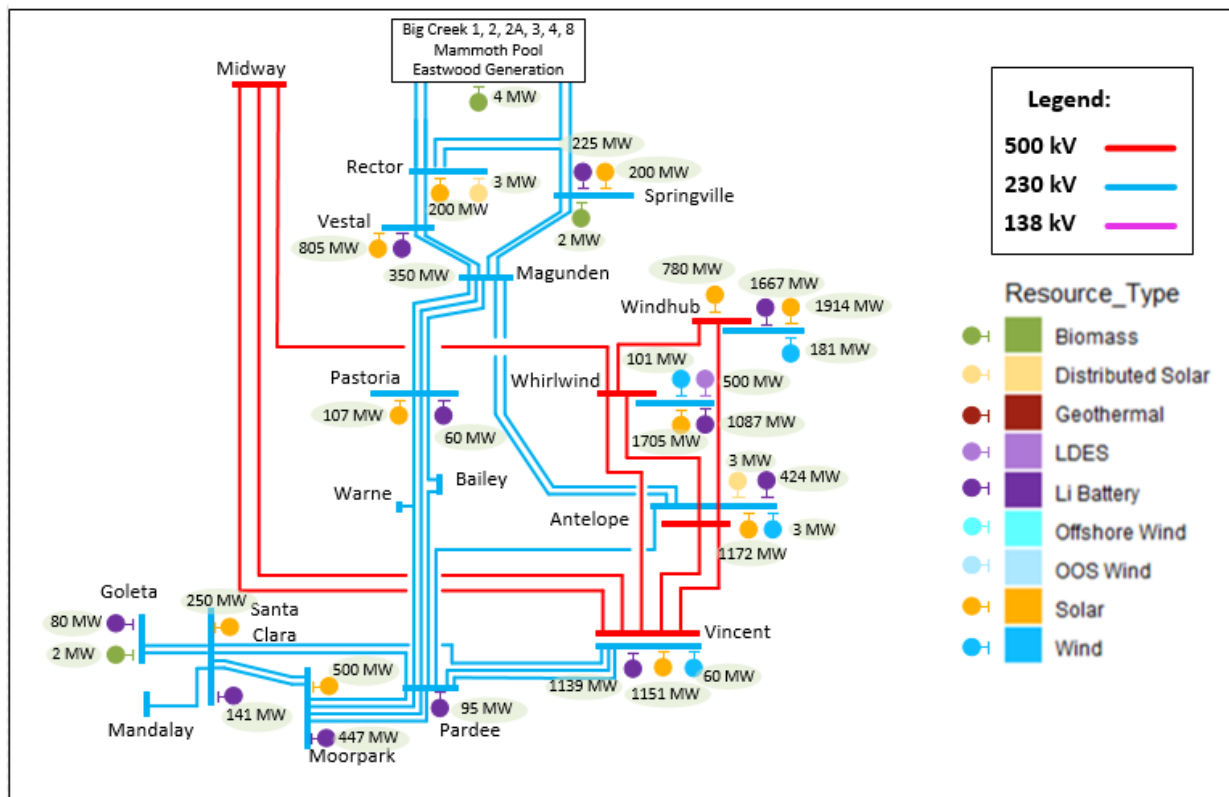 Big Creek 1, 2, 2A, 3, 4, 8
Mammoth Pool
Eastwood Generation
Midway
4 MW
Legend:
500 kV
230 kV
138 kV
225 MW
Rector
3 MW
200 MW
200 MW
Springville
Vestal
2 MW
805 MW
350 MW
Magunden
780 MW
1667 MW
Windhub
1914 MW
181 MW
Resource_Type
Biomass
Distributed Solar
Geothermal
LDES
Li Battery
Offshore Wind
OOS Wind
Solar
Wind
101 MW
Pastoria
Whirlwind
500 MW
107 MW
60 MW
1087 MW
1705 MW
3 MW
424 MW
Bailey
Warne
Antelope
3 MW
1172 MW
Goleta
250 MW
Santa
Clara
80 MW
2 MW
Vincent
500 MW
1139 MW
1151 MW
60 MW
Mandalay
141 MW
95 MW
Pardee
447 MW
Moorpark